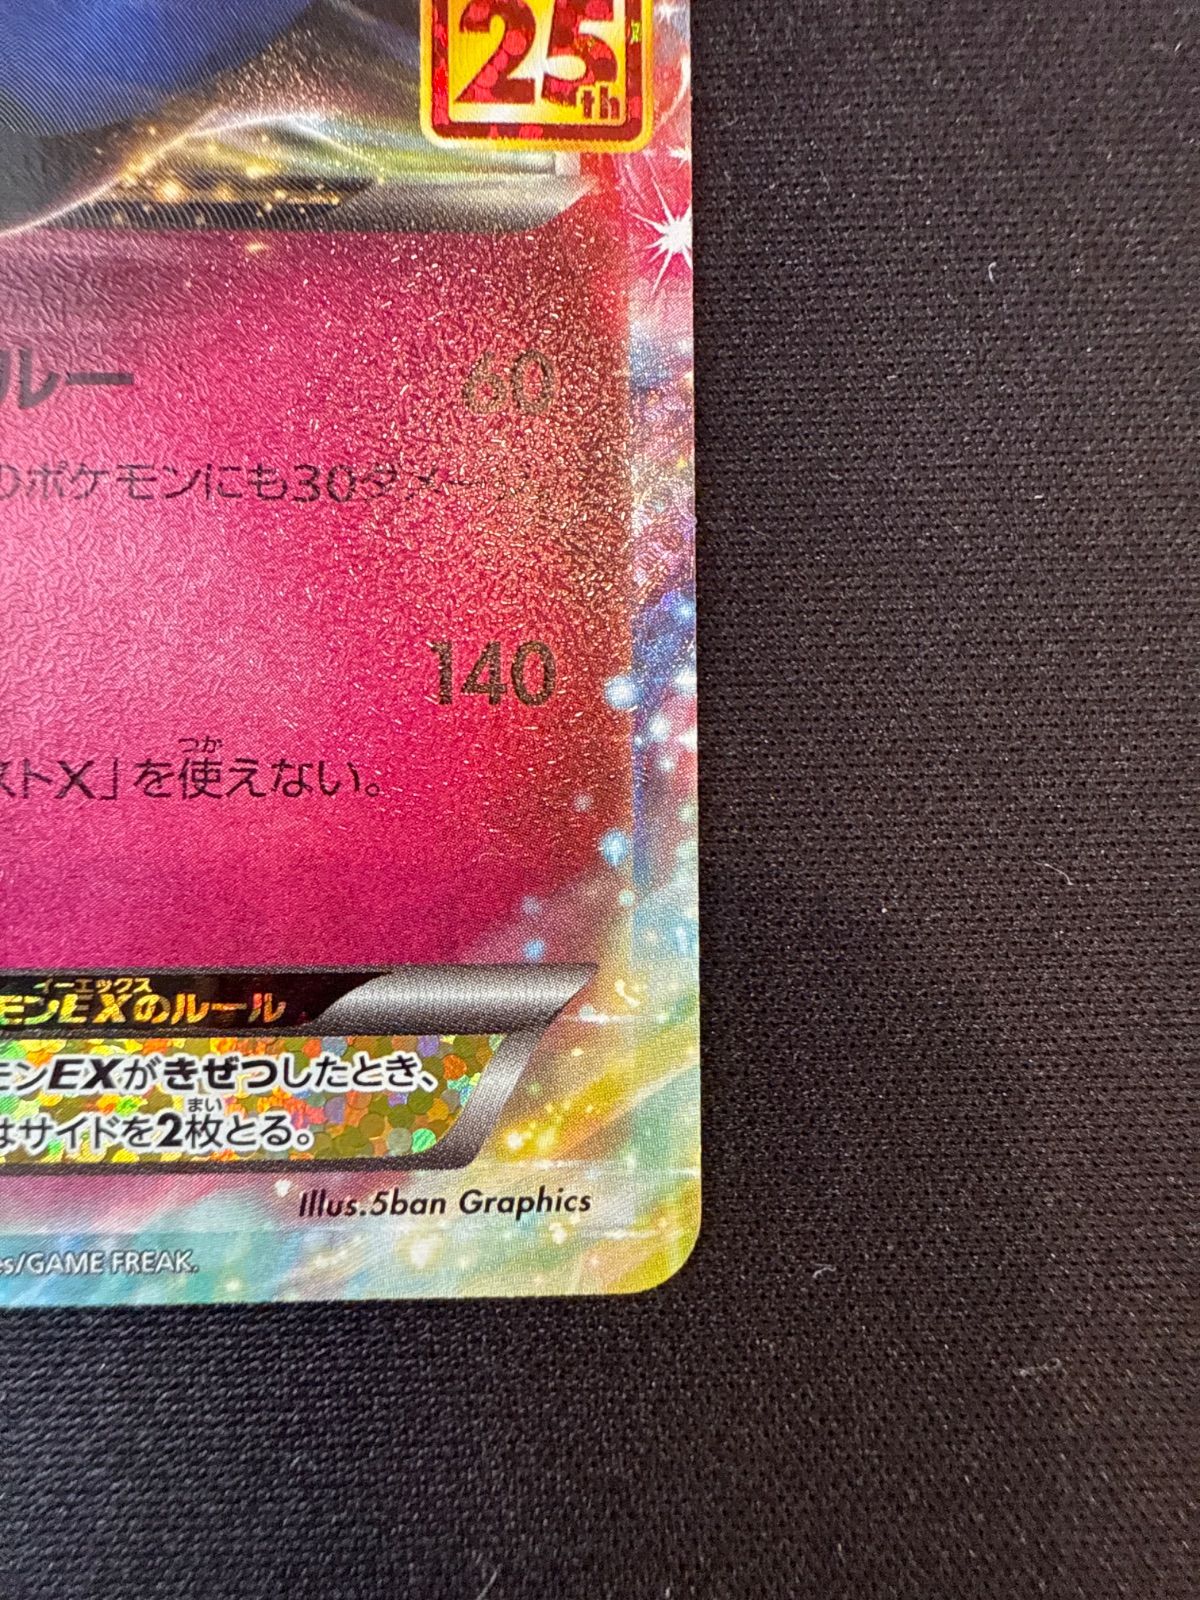 25th
ルー 60
のポケモンにも30ダメージ
140
ストX」を使えない。
つか
イーエックス
モンEXのルール
モンEXがきぜつしたとき、
はサイドを2枚とる。
まい
Illus.5ban Graphics
es/GAME FREAK.